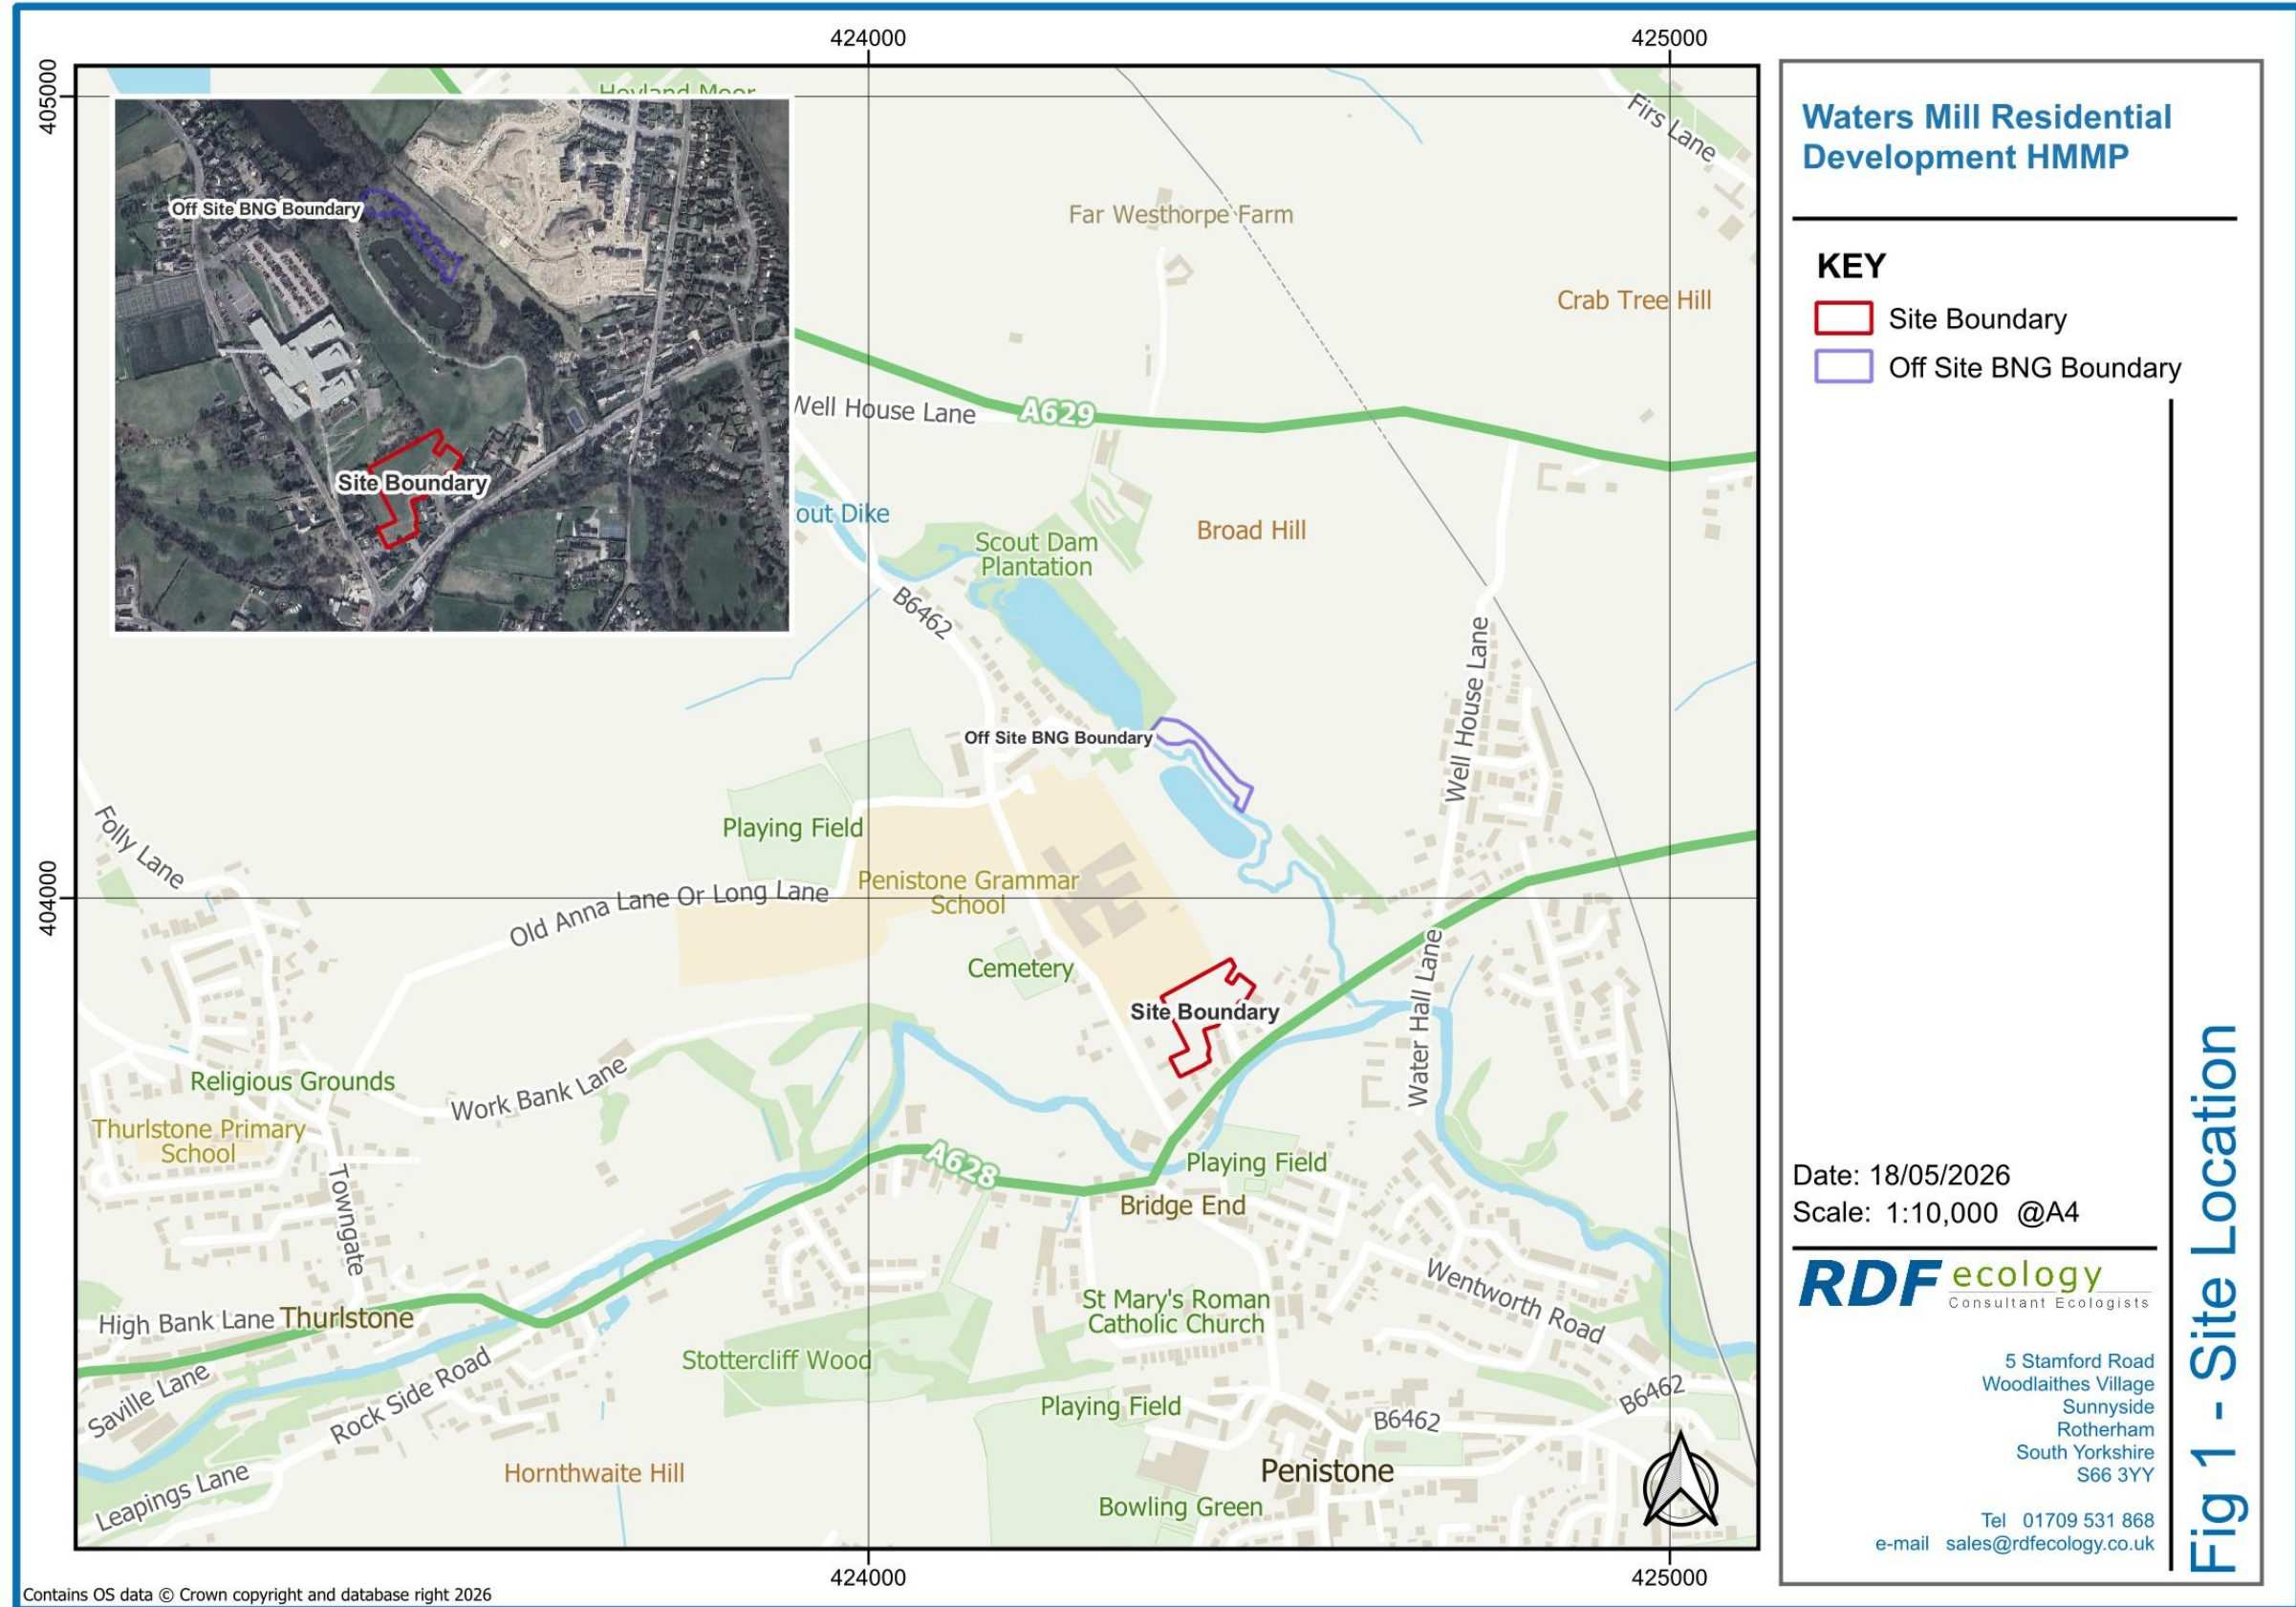 424000
425000
405000
Hoyland Moor
Firs Lane
Off Site BNG Boundary
Site Boundary
Far Westhorpe Farm
Crab Tree Hill
Well House Lane
A629
out Dike
Scout Dam
Plantation
Broad Hill
B6462
Well House Lane
Off Site BNG Boundary
Folly Lane
Playing Field
404000
Penistone Grammar
School
Old Anna Lane Or Long Lane
Cemetery
Water Hall Lane
Site Boundary
Religious Grounds
Work Bank Lane
Thurlstone Primary
School
Towngate
A628
Playing Field
Bridge End
Wentworth Road
High Bank Lane
Thurlstone
St Mary's Roman
Catholic Church
Stottercliff Wood
Saville Lane
Rock Side Road
Playing Field
B6462
B6462
Hornthwaite Hill
Penistone
Leapings Lane
Bowling Green
424000
425000
Contains OS data © Crown copyright and database right 2026
Waters Mill Residential
Development HMMP
KEY
Site Boundary
Off Site BNG Boundary
Date: 18/05/2026
Scale: 1:10,000 @A4
RDF ecology
Consultant Ecologists
5 Stamford Road
Woodlaithes Village
Sunnyside
Rotherham
South Yorkshire
S66 3YY
Tel 01709 531 868
e-mail sales@rdfecology.co.uk
Fig 1 - Site Location